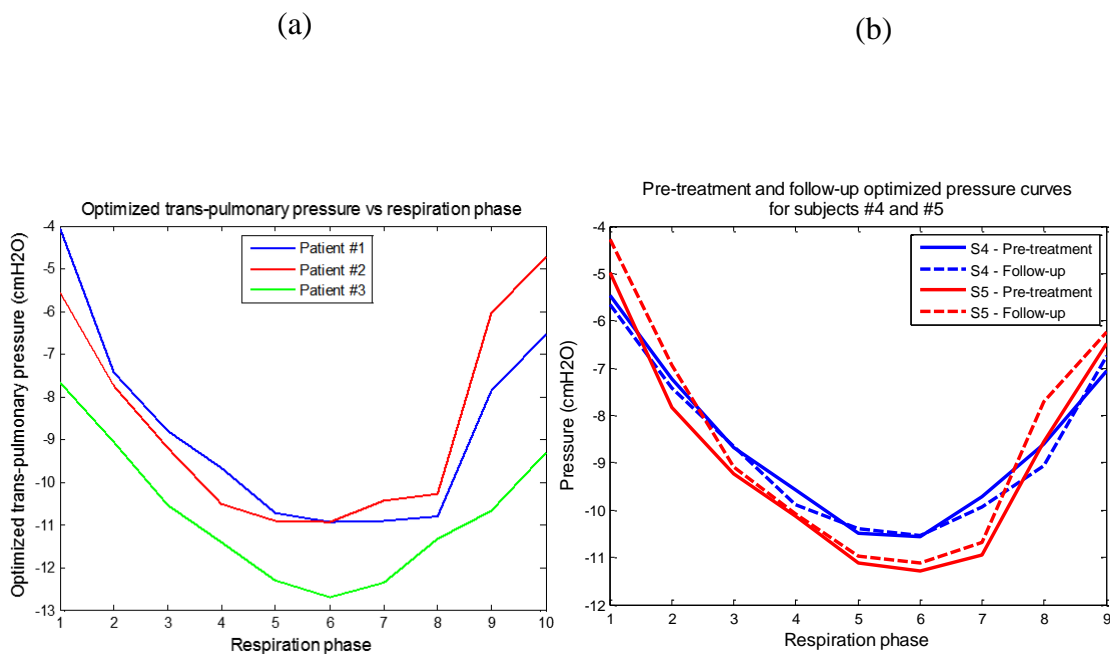 (a)
(b)
Optimized trans-pulmonary pressure vs respiration phase
Optimized trans-pulmonary pressure (cmH2O)
-4
-5
-6
-7
-8
-9
-10
-11
-12
-13
Patient #1
Patient #2
Patient #3
1 2 3 4 5 6 7 8 9 10
Respiration phase
Pre-treatment and follow-up optimized pressure curves
for subjects #4 and #5
Pressure (cmH2O)
-4
-5
-6
-7
-8
-9
-10
-11
-12
S4 - Pre-treatment
S4 - Follow-up
S5 - Pre-treatment
S5 - Follow-up
1 2 3 4 5 6 7 8 9
Respiration phase